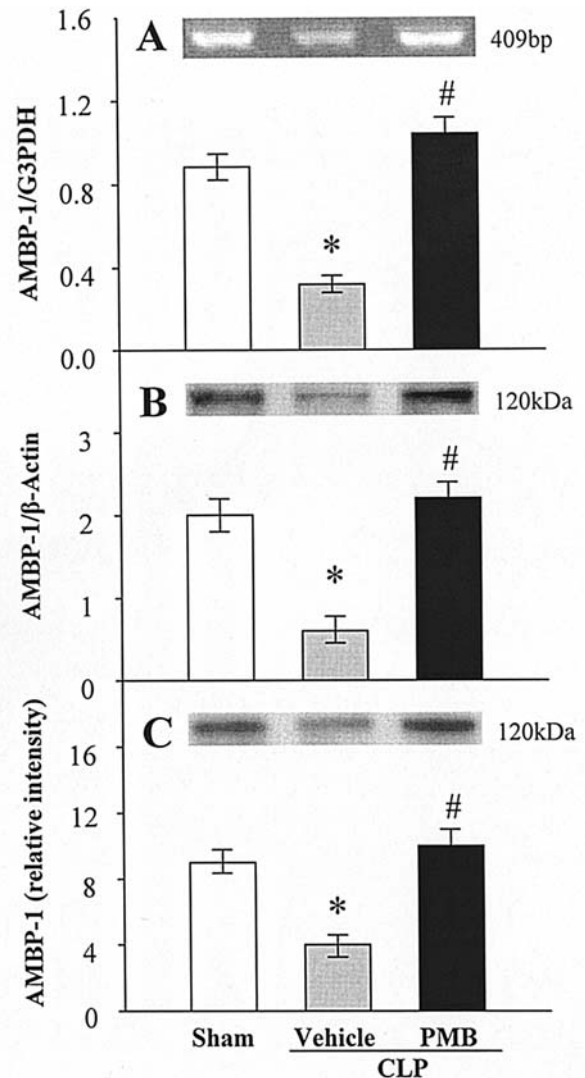 1.6
A
409bp
#
1.2
AMBP-1/G3PDH
0.8
*
0.4
0.0
B
120kDa
3
#
AMBP-1/β-Actin
2
*
1
0
C
120kDa
16
AMBP-1 (relative intensity)
#
12
8
*
4
0
Sham Vehicle PMB
CLP